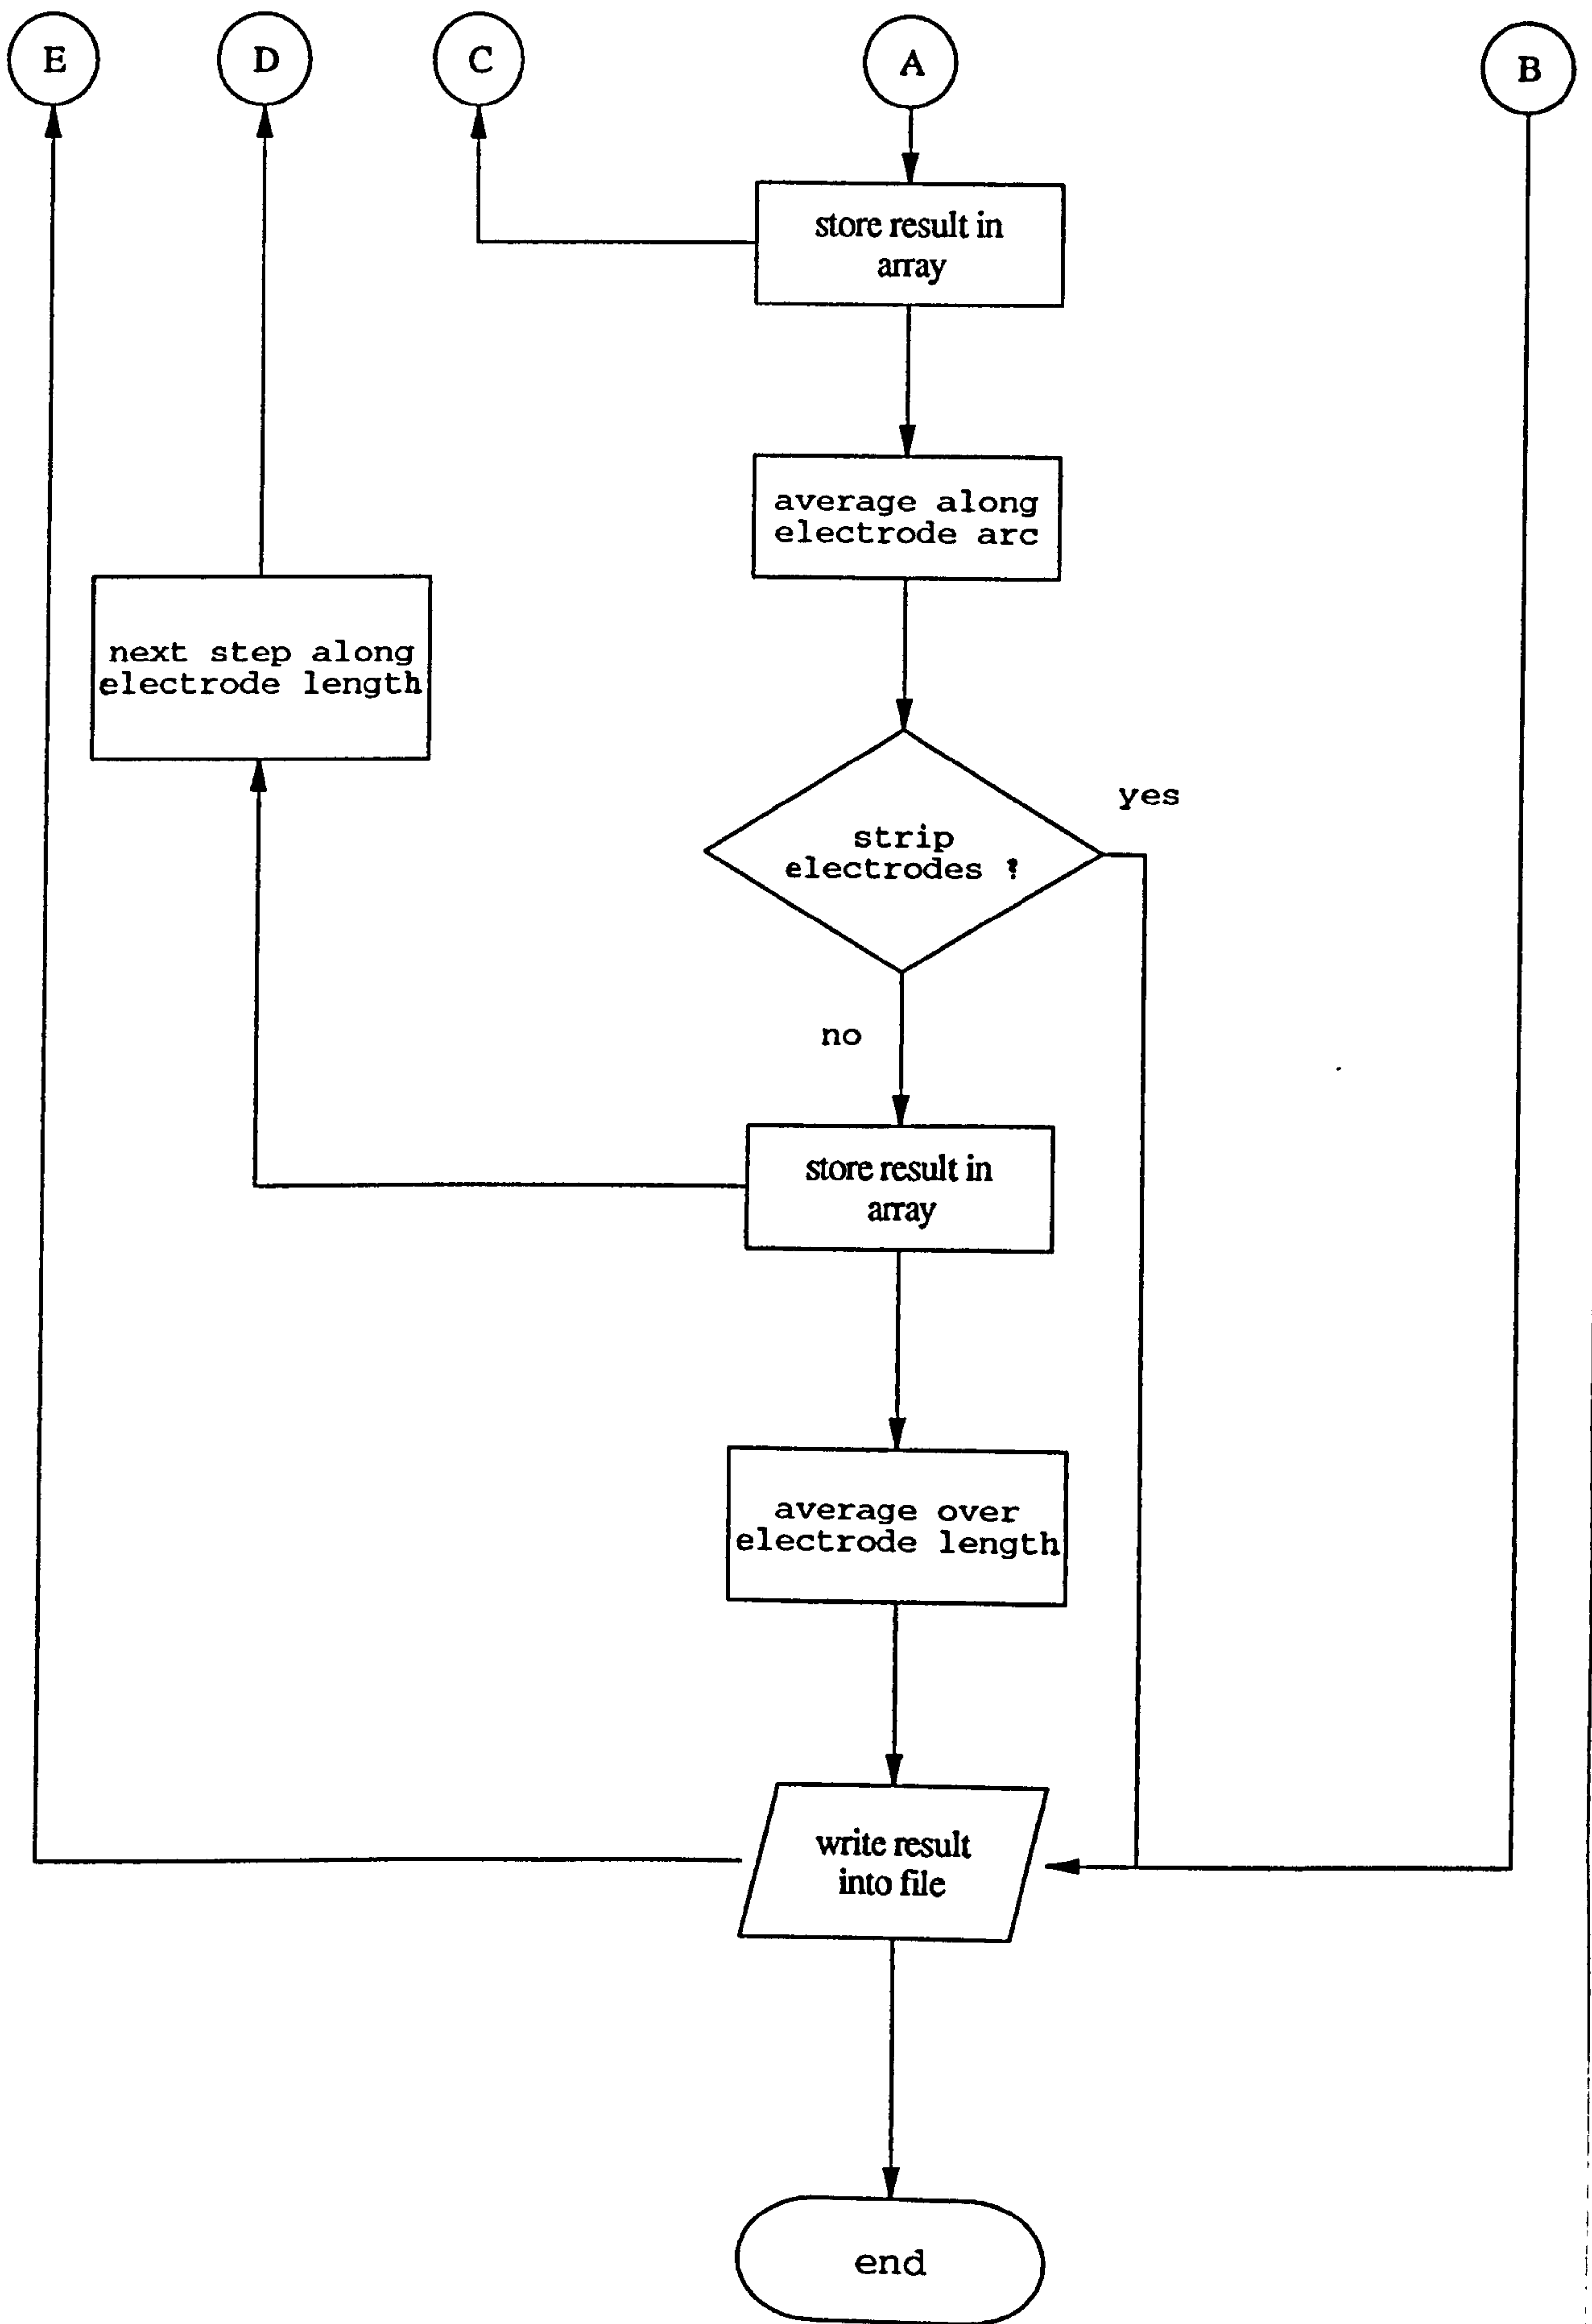 E
D
C
A
B
store result in
array
average along
electrode arc
next step along
electrode length
yes
strip
electrodes ?
no
store result in
array
average over
electrode length
write result
into file
end